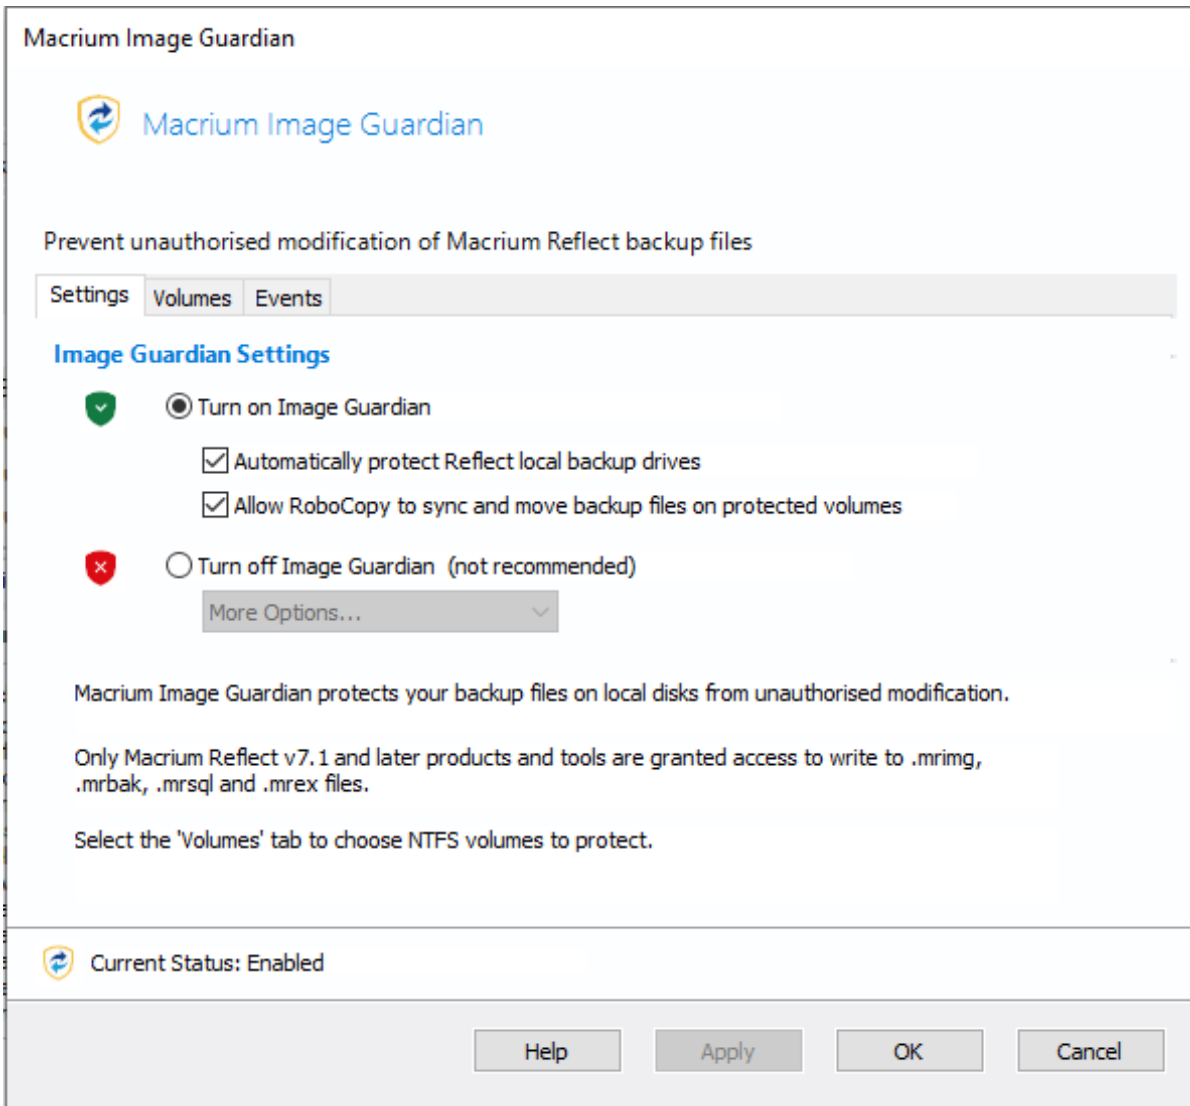 Macrium Image Guardian
Macrium Image Guardian
Prevent unauthorised modification of Macrium Reflect backup files
Settings Volumes Events
Image Guardian Settings
Turn on Image Guardian
Automatically protect Reflect local backup drives
Allow RoboCopy to sync and move backup files on protected volumes
Turn off Image Guardian (not recommended)
More Options...
Macrium Image Guardian protects your backup files on local disks from unauthorised modification.
Only Macrium Reflect v7.1 and later products and tools are granted access to write to .mrimg,
.mrbak, .mrsql and .mrex files.
Select the 'Volumes' tab to choose NTFS volumes to protect.
Current Status: Enabled
Help Apply OK Cancel